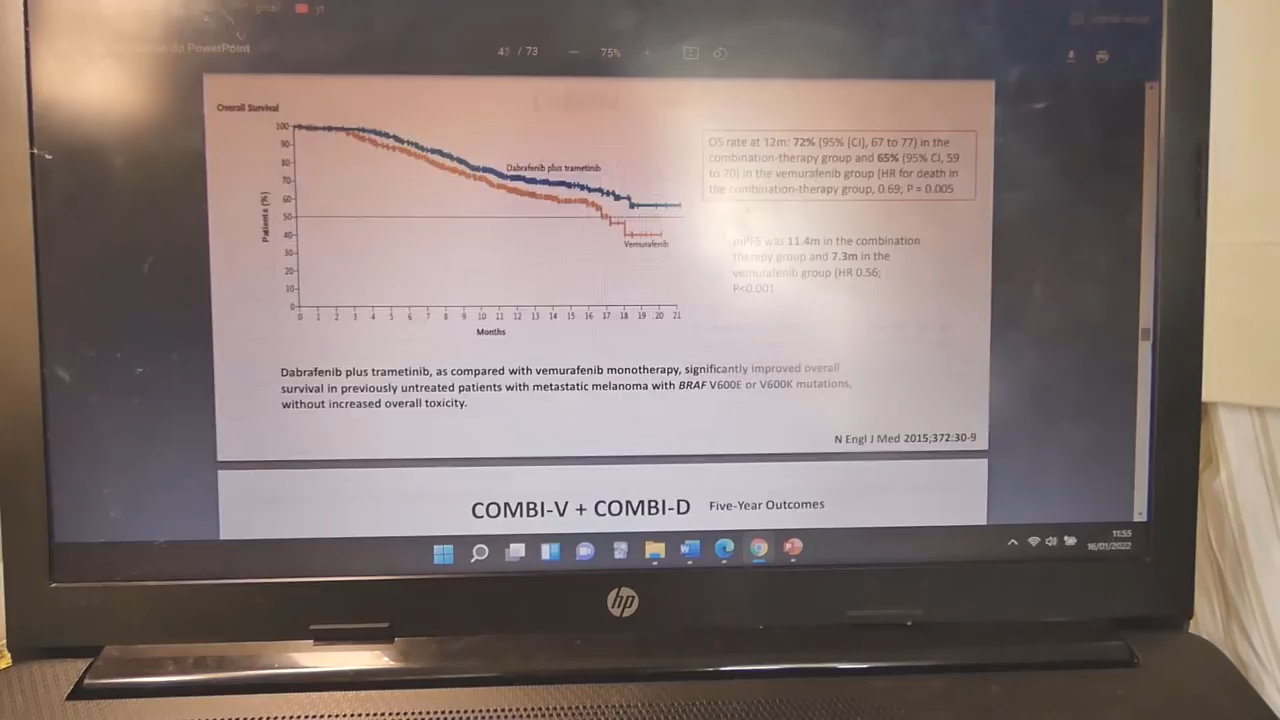 gmail yt
do PowerPoint
43 / 73 75%
Overall Survival
100
90
80
70
60
50
40
30
20
10
0
Patients (%)
Dabrafenib plus trametinib
Vemurafenib
0 1 2 3 4 5 6 7 8 9 10 11 12 13 14 15 16 17 18 19 20 21
Months
OS rate at 12m: 72% (95% [CI], 67 to 77) in the
combination-therapy group and 65% (95% CI, 59
to 70) in the vemurafenib group (HR for death in
the combination-therapy group, 0.69; P = 0.005
mPFS was 11.4m in the combination
therapy group and 7.3m in the
vemurafenib group (HR 0.56;
P<0.001
Dabrafenib plus trametinib, as compared with vemurafenib monotherapy, significantly improved overall
survival in previously untreated patients with metastatic melanoma with BRAF V600E or V600K mutations,
without increased overall toxicity.
N Engl J Med 2015;372:30-9
COMBI-V + COMBI-D Five-Year Outcomes
11:55
16/01/2022
hp